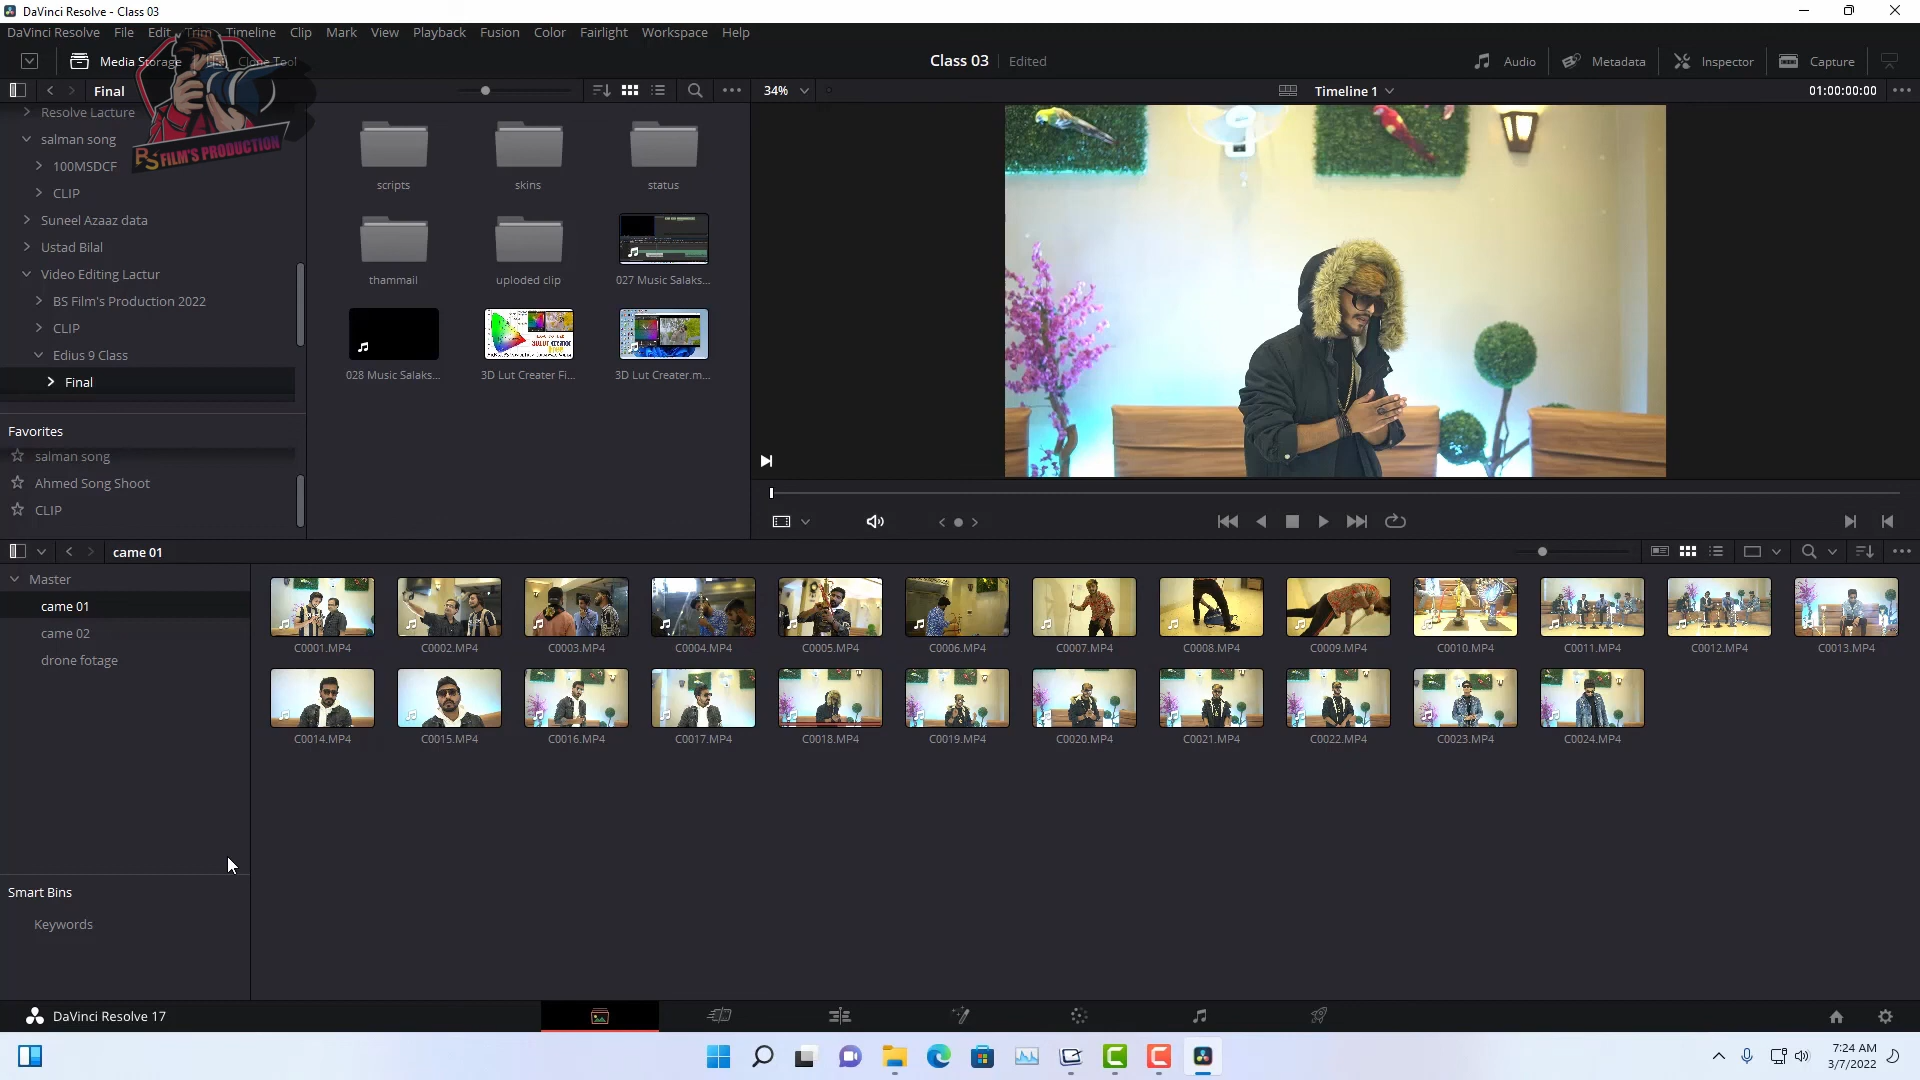 DaVinci Resolve - Class 03
DaVinci Resolve File Edit Trim Timeline Clip Mark View Playback Fusion Color Fairlight Workspace Help
Media Storage Clone Tool
Class 03 Edited
Audio Metadata Inspector Capture
Final
34%
Timeline 1
01:00:00:00
Resolve Lacture
salman song
100MSDCF
CLIP
Suneel Azaaz data
Ustad Bilal
Video Editing Lactur
BS Film's Production 2022
CLIP
Edius 9 Class
Final
BS FILM'S PRODUCTION
scripts skins status
thammail uploded clip 027 Music Salaks...
028 Music Salaks... 3D Lut Creater Fi... 3D Lut Creater.m...
Favorites
salman song
Ahmed Song Shoot
CLIP
came 01
Master
came 01
came 02
drone fotage
C0001.MP4 C0002.MP4 C0003.MP4 C0004.MP4 C0005.MP4 C0006.MP4 C0007.MP4 C0008.MP4 C0009.MP4 C0010.MP4 C0011.MP4 C0012.MP4 C0013.MP4
C0014.MP4 C0015.MP4 C0016.MP4 C0017.MP4 C0018.MP4 C0019.MP4 C0020.MP4 C0021.MP4 C0022.MP4 C0023.MP4 C0024.MP4
Smart Bins
Keywords
DaVinci Resolve 17
7:24 AM
3/7/2022